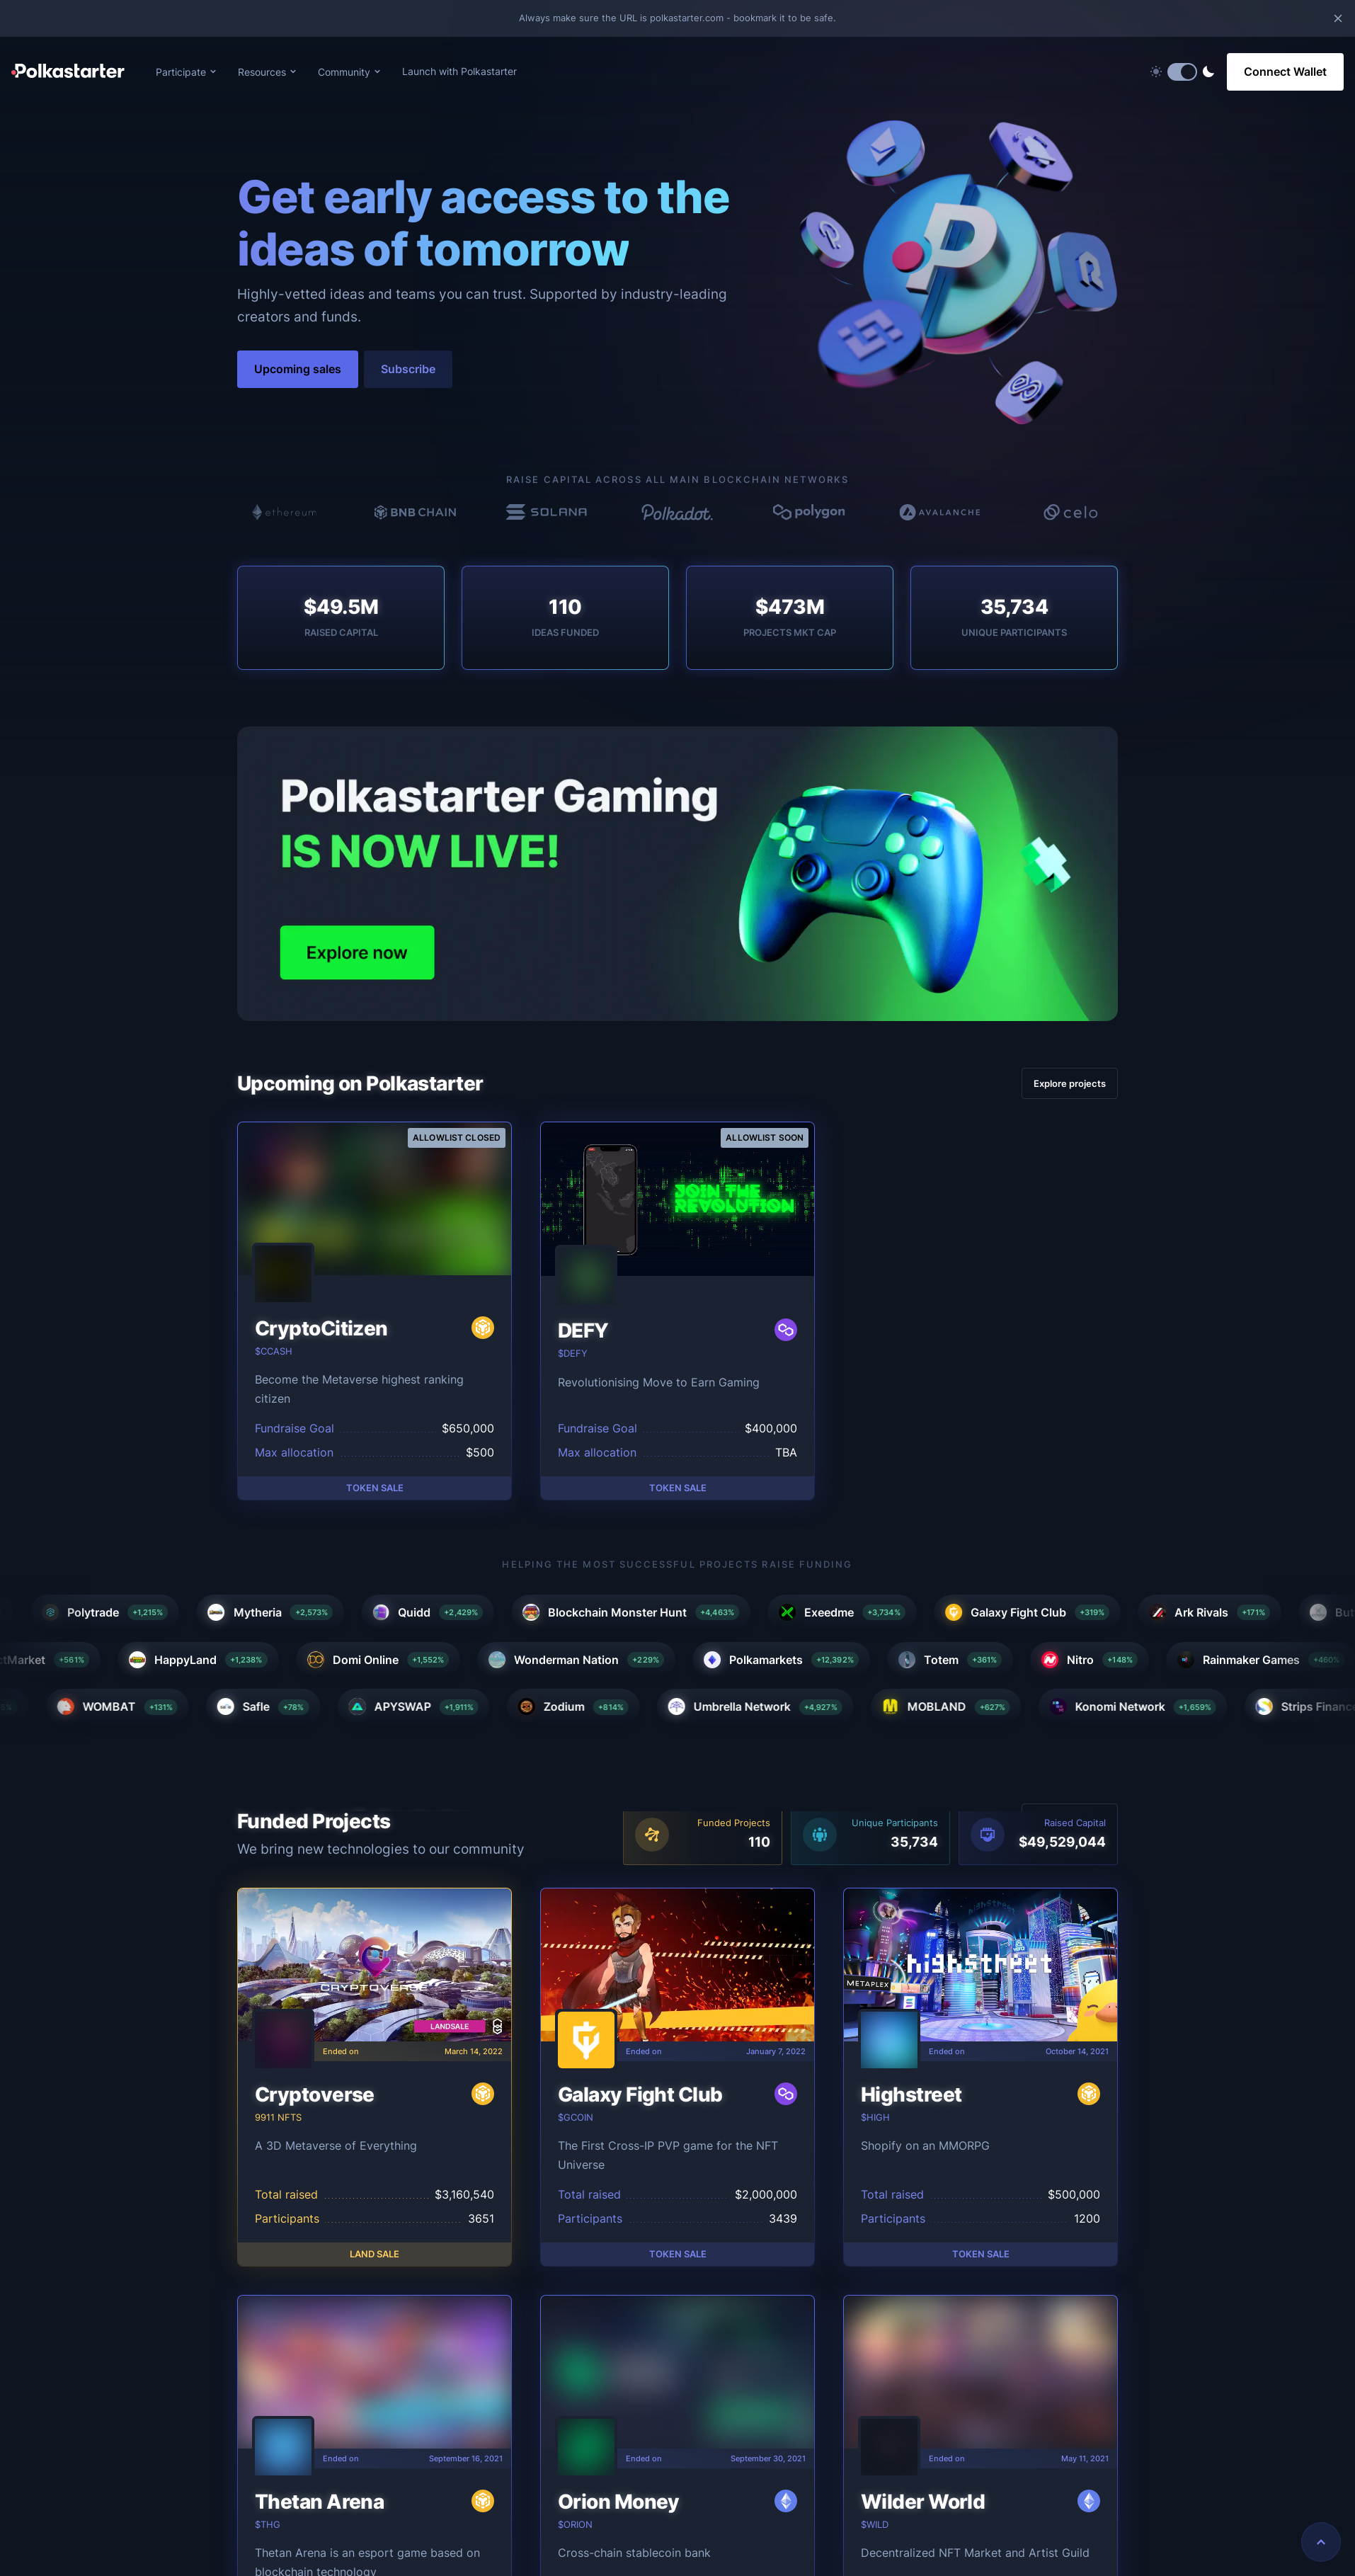 Always make sure the URL is polkastarter.com - bookmark it to be safe.
Polkastarter
Participate
Resources
Community
Launch with Polkastarter
Connect Wallet
Get early access to the
ideas of tomorrow
Highly-vetted ideas and teams you can trust. Supported by industry-leading
creators and funds.
Upcoming sales
Subscribe
RAISE CAPITAL ACROSS ALL MAIN BLOCKCHAIN NETWORKS
ethereum
BNB CHAIN
SOLANA
Polkadot.
polygon
AVALANCHE
celo
$49.5M
RAISED CAPITAL
110
IDEAS FUNDED
$473M
PROJECTS MKT CAP
35,734
UNIQUE PARTICIPANTS
Polkastarter Gaming
IS NOW LIVE!
Explore now
Upcoming on Polkastarter
Explore projects
ALLOWLIST CLOSED
CryptoCitizen
$CCASH
Become the Metaverse highest ranking
citizen
Fundraise Goal $650,000
Max allocation $500
TOKEN SALE
ALLOWLIST SOON
JOIN THE
REVOLUTION
DEFY
$DEFY
Revolutionising Move to Earn Gaming
Fundraise Goal $400,000
Max allocation TBA
TOKEN SALE
HELPING THE MOST SUCCESSFUL PROJECTS RAISE FUNDING
Polytrade +1,215% Mytheria +2,573% Quidd +2,429% Blockchain Monster Hunt +4,463% Exeedme +3,734% Galaxy Fight Club +319% Ark Rivals +171% But
ctMarket +561% HappyLand +1,238% Domi Online +1,552% Wonderman Nation +229% Polkamarkets +12,392% Totem +361% Nitro +148% Rainmaker Games +460%
WOMBAT +131% Safle +78% APYSWAP +1,911% Zodium +814% Umbrella Network +4,927% MOBLAND +627% Konomi Network +1,659% Strips Finance
Funded Projects
We bring new technologies to our community
Funded Projects
110
Unique Participants
35,734
Raised Capital
$49,529,044
CRYPTOVERSE
LANDSALE
Ended on March 14, 2022
Cryptoverse
9911 NFTS
A 3D Metaverse of Everything
Total raised $3,160,540
Participants 3651
LAND SALE
Ended on January 7, 2022
Galaxy Fight Club
$GCOIN
The First Cross-IP PVP game for the NFT
Universe
Total raised $2,000,000
Participants 3439
TOKEN SALE
HIGHSTREET
highstreet
METAPLEX
Ended on October 14, 2021
Highstreet
$HIGH
Shopify on an MMORPG
Total raised $500,000
Participants 1200
TOKEN SALE
Ended on September 16, 2021
Thetan Arena
$THG
Thetan Arena is an esport game based on
blockchain technology
Ended on September 30, 2021
Orion Money
$ORION
Cross-chain stablecoin bank
Ended on May 11, 2021
Wilder World
$WILD
Decentralized NFT Market and Artist Guild